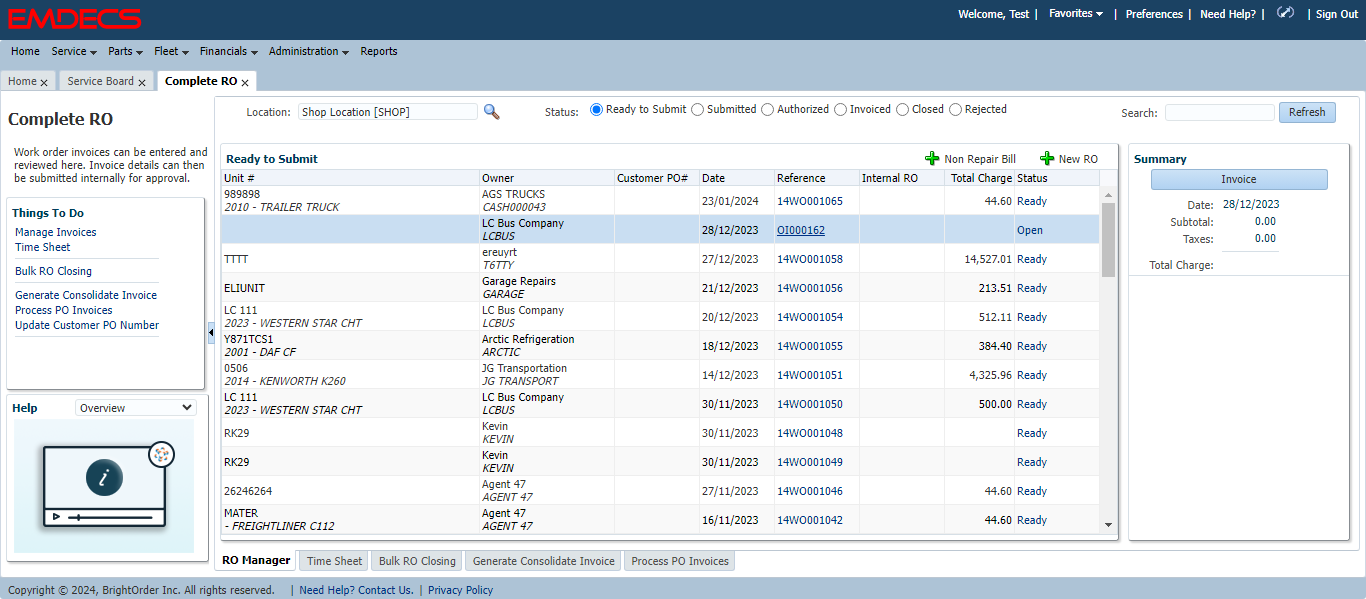 EMDECS
Welcome, Test | Favorites | Preferences | Need Help? | | Sign Out
Home Service Parts Fleet Financials Administration Reports
Home x Service Board x Complete RO x
Complete RO
Work order invoices can be entered and
reviewed here. Invoice details can then
be submitted internally for approval.
Things To Do
Manage Invoices
Time Sheet
Bulk RO Closing
Generate Consolidate Invoice
Process PO Invoices
Update Customer PO Number
Help Overview
i
Location: Shop Location [SHOP] Status: Ready to Submit Submitted Authorized Invoiced Closed Rejected Search: Refresh
Ready to Submit Non Repair Bill New RO
Unit # Owner Customer PO# Date Reference Internal RO Total Charge Status
989898 AGS TRUCKS 23/01/2024 14WO001065 44.60 Ready
2010 - TRAILER TRUCK CASH000043
LC Bus Company 28/12/2023 OI000162 Open
LCBUS
TTTT ereuyrt 27/12/2023 14WO001058 14,527.01 Ready
T6TTY
ELIUNIT Garage Repairs 21/12/2023 14WO001056 213.51 Ready
GARAGE
LC 111 LC Bus Company 20/12/2023 14WO001054 512.11 Ready
2023 - WESTERN STAR CHT LCBUS
Y871TCS1 Arctic Refrigeration 18/12/2023 14WO001055 384.40 Ready
2001 - DAF CF ARCTIC
0506 JG Transportation 14/12/2023 14WO001051 4,325.96 Ready
2014 - KENWORTH K260 JG TRANSPORT
LC 111 LC Bus Company 30/11/2023 14WO001050 500.00 Ready
2023 - WESTERN STAR CHT LCBUS
RK29 Kevin 30/11/2023 14WO001048 Ready
KEVIN
RK29 Kevin 30/11/2023 14WO001049 Ready
KEVIN
26246264 Agent 47 27/11/2023 14WO001046 44.60 Ready
AGENT 47
MATER Agent 47 16/11/2023 14WO001042 44.60 Ready
- FREIGHTLINER C112 AGENT 47
Summary
Invoice
Date: 28/12/2023
Subtotal: 0.00
Taxes: 0.00
Total Charge:
RO Manager Time Sheet Bulk RO Closing Generate Consolidate Invoice Process PO Invoices
Copyright © 2024, BrightOrder Inc. All rights reserved. | Need Help? Contact Us. | Privacy Policy